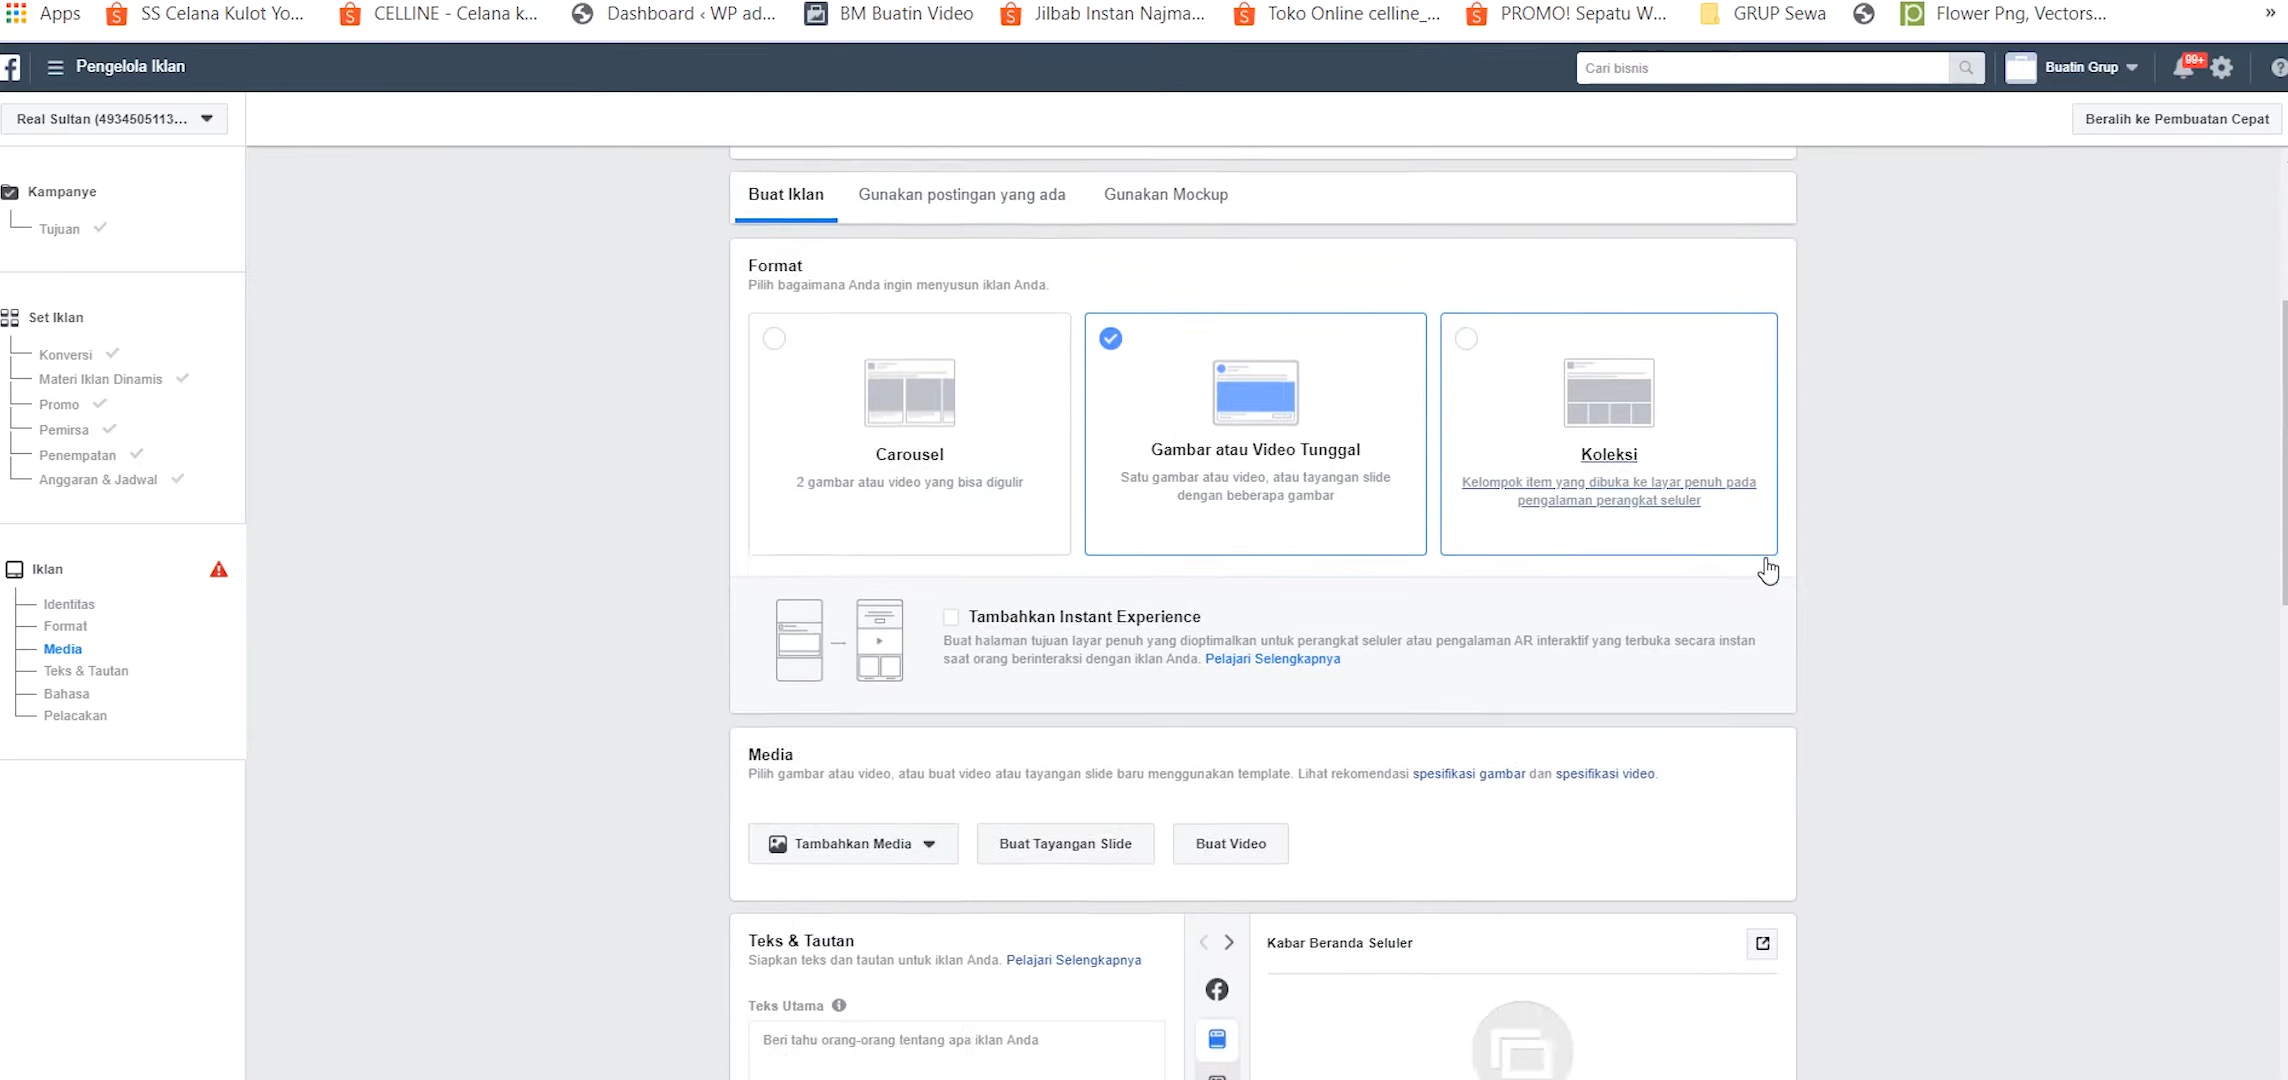 Apps
SS Celana Kulot Yo...
CELLINE - Celana k...
Dashboard ‹ WP ad...
BM Buatin Video
Jilbab Instan Najma...
Toko Online celline_...
PROMO! Sepatu W...
GRUP Sewa
Flower Png, Vectors...
»
Pengelola Iklan
Cari bisnis
Buatin Grup
99+
Real Sultan (4934505113...
Beralih ke Pembuatan Cepat
Kampanye
Tujuan
Set Iklan
Konversi
Materi Iklan Dinamis
Promo
Pemirsa
Penempatan
Anggaran & Jadwal
Iklan
Identitas
Format
Media
Teks & Tautan
Bahasa
Pelacakan
Buat Iklan
Gunakan postingan yang ada
Gunakan Mockup
Format
Pilih bagaimana Anda ingin menyusun iklan Anda.
Carousel
2 gambar atau video yang bisa digulir
Gambar atau Video Tunggal
Satu gambar atau video, atau tayangan slide
dengan beberapa gambar
Koleksi
Kelompok item yang dibuka ke layar penuh pada
pengalaman perangkat seluler
Tambahkan Instant Experience
Buat halaman tujuan layar penuh yang dioptimalkan untuk perangkat seluler atau pengalaman AR interaktif yang terbuka secara instan
saat orang berinteraksi dengan iklan Anda. Pelajari Selengkapnya
Media
Pilih gambar atau video, atau buat video atau tayangan slide baru menggunakan template. Lihat rekomendasi spesifikasi gambar dan spesifikasi video.
Tambahkan Media
Buat Tayangan Slide
Buat Video
Teks & Tautan
Siapkan teks dan tautan untuk iklan Anda. Pelajari Selengkapnya
Teks Utama
Beri tahu orang-orang tentang apa iklan Anda
Kabar Beranda Seluler